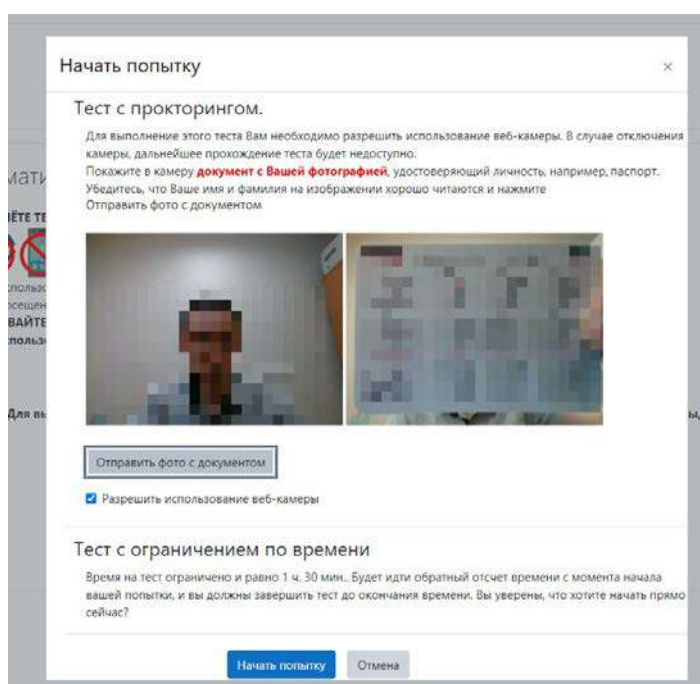 Начать попытку ×
Тест с прокторингом.
Для выполнение этого теста Вам необходимо разрешить использование веб-камеры. В случае отключения
камеры, дальнейшее прохождение теста будет недоступно.
Покажите в камеру документ с Вашей фотографией, удостоверяющий личность, например, паспорт.
Убедитесь, что Ваше имя и фамилия на изображении хорошо читаются и нажмите
Отправить фото с документом
Отправить фото с документом
Разрешить использование веб-камеры
Тест с ограничением по времени
Время на тест ограничено и равно 1 ч. 30 мин.. Будет идти обратный отсчет времени с момента начала
вашей попытки, и вы должны завершить тест до окончания времени. Вы уверены, что хотите начать прямо
сейчас?
Начать попытку
Отмена